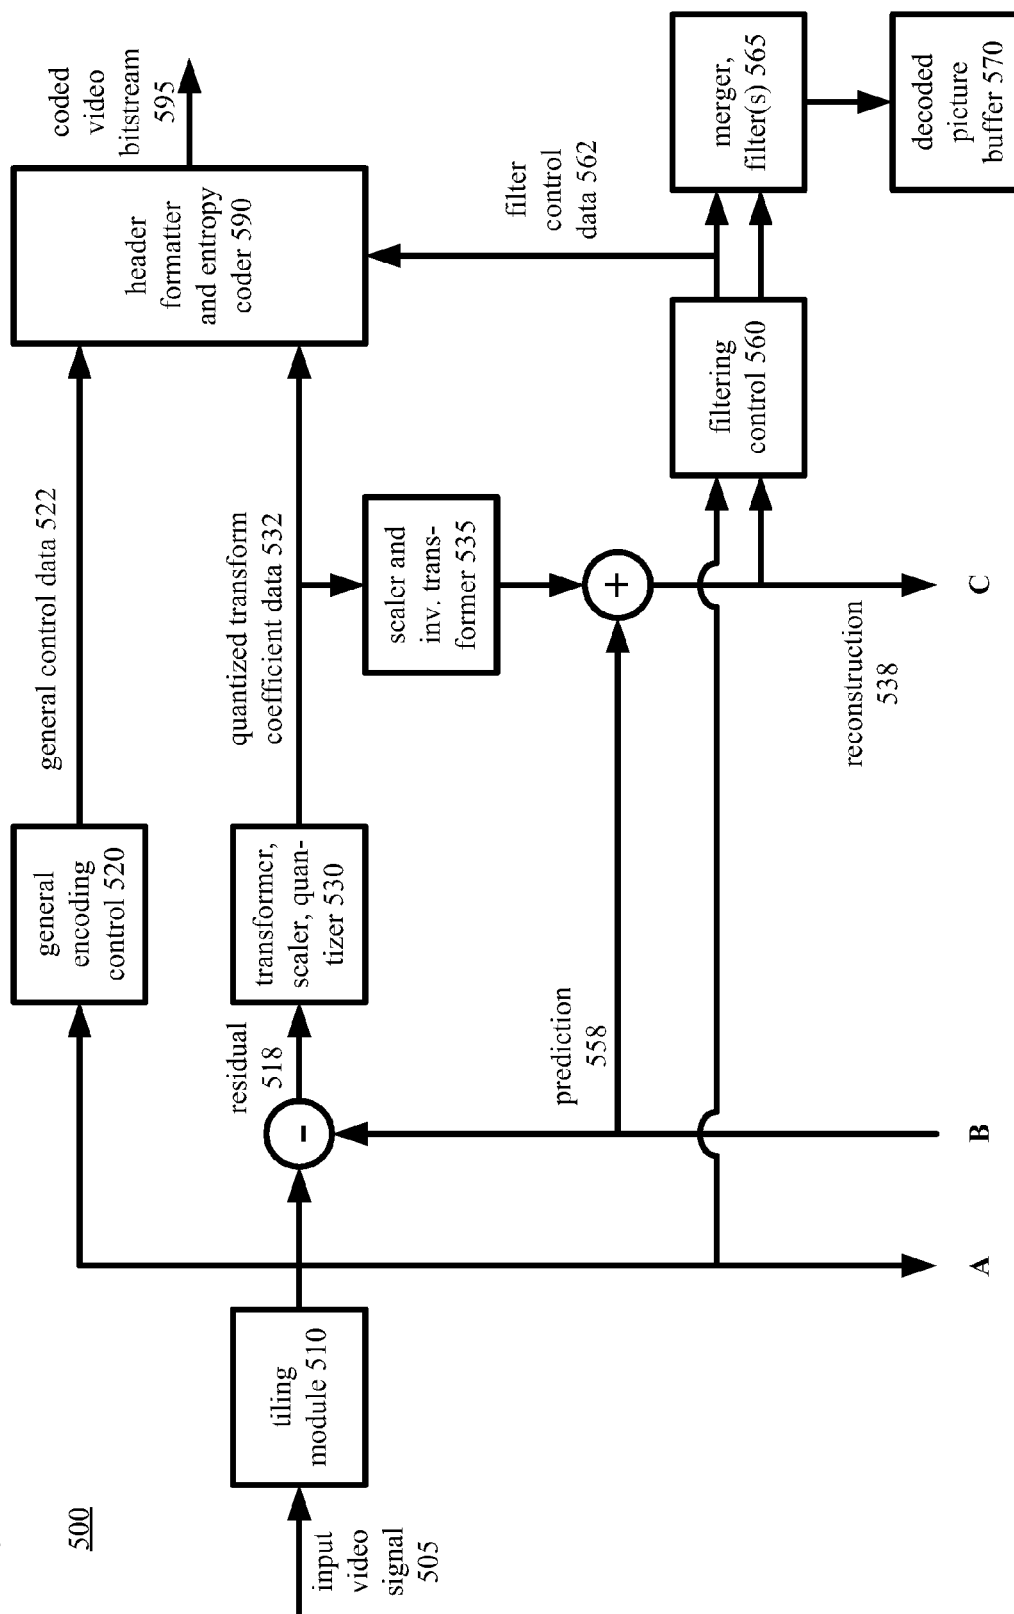 500
input
video
signal
505
tiling
module 510
general
encoding
control 520
general control data 522
residual
518
transformer,
scaler, quan-
tizer 530
quantized transform
coefficient data 532
header
formatter
and entropy
coder 590
coded
video
bitstream
595
scaler and
inv. trans-
former 535
prediction
558
-
+
filter
control
data 562
filtering
control 560
merger,
filter(s) 565
decoded
picture
buffer 570
reconstruction
538
A
B
C